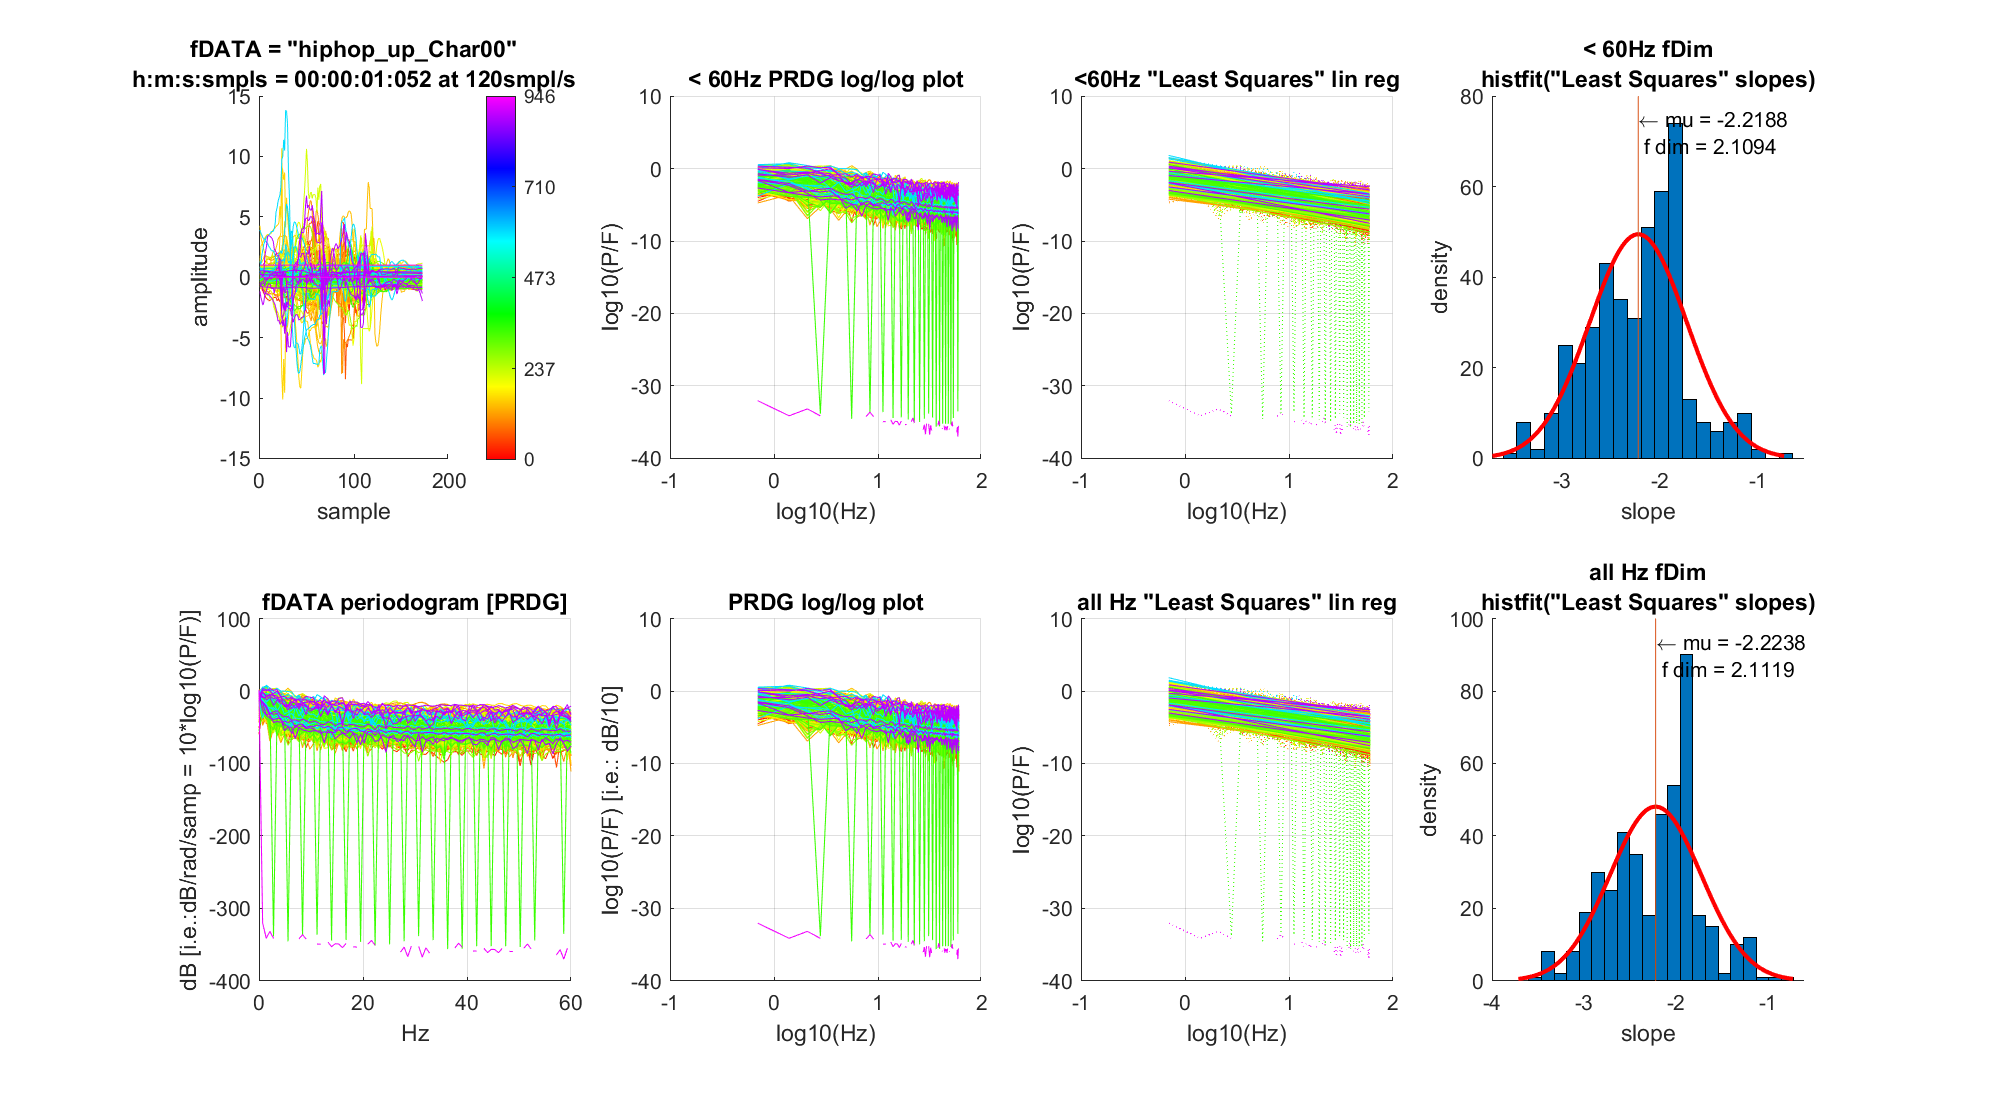 fDATA = "hiphop_up_Char00"
h:m:s:smpls = 00:00:01:052 at 120smpl/s
15
10
5
0
-5
-10
-15
amplitude
0 100 200
sample
946
710
473
237
0
< 60Hz PRDG log/log plot
10
0
-10
-20
-30
-40
log10(P/F)
-1 0 1 2
log10(Hz)
<60Hz "Least Squares" lin reg
10
0
-10
-20
-30
-40
log10(P/F)
-1 0 1 2
log10(Hz)
< 60Hz fDim
histfit("Least Squares" slopes)
80
60
40
20
0
density
← mu = -2.2188
f dim = 2.1094
-3 -2 -1
slope
fDATA periodogram [PRDG]
100
0
-100
-200
-300
-400
dB [i.e.:dB/rad/samp = 10*log10(P/F)]
0 20 40 60
Hz
PRDG log/log plot
10
0
-10
-20
-30
-40
log10(P/F) [i.e.: dB/10]
-1 0 1 2
log10(Hz)
all Hz "Least Squares" lin reg
10
0
-10
-20
-30
-40
log10(P/F)
-1 0 1 2
log10(Hz)
all Hz fDim
histfit("Least Squares" slopes)
100
80
60
40
20
0
density
← mu = -2.2238
f dim = 2.1119
-4 -3 -2 -1
slope